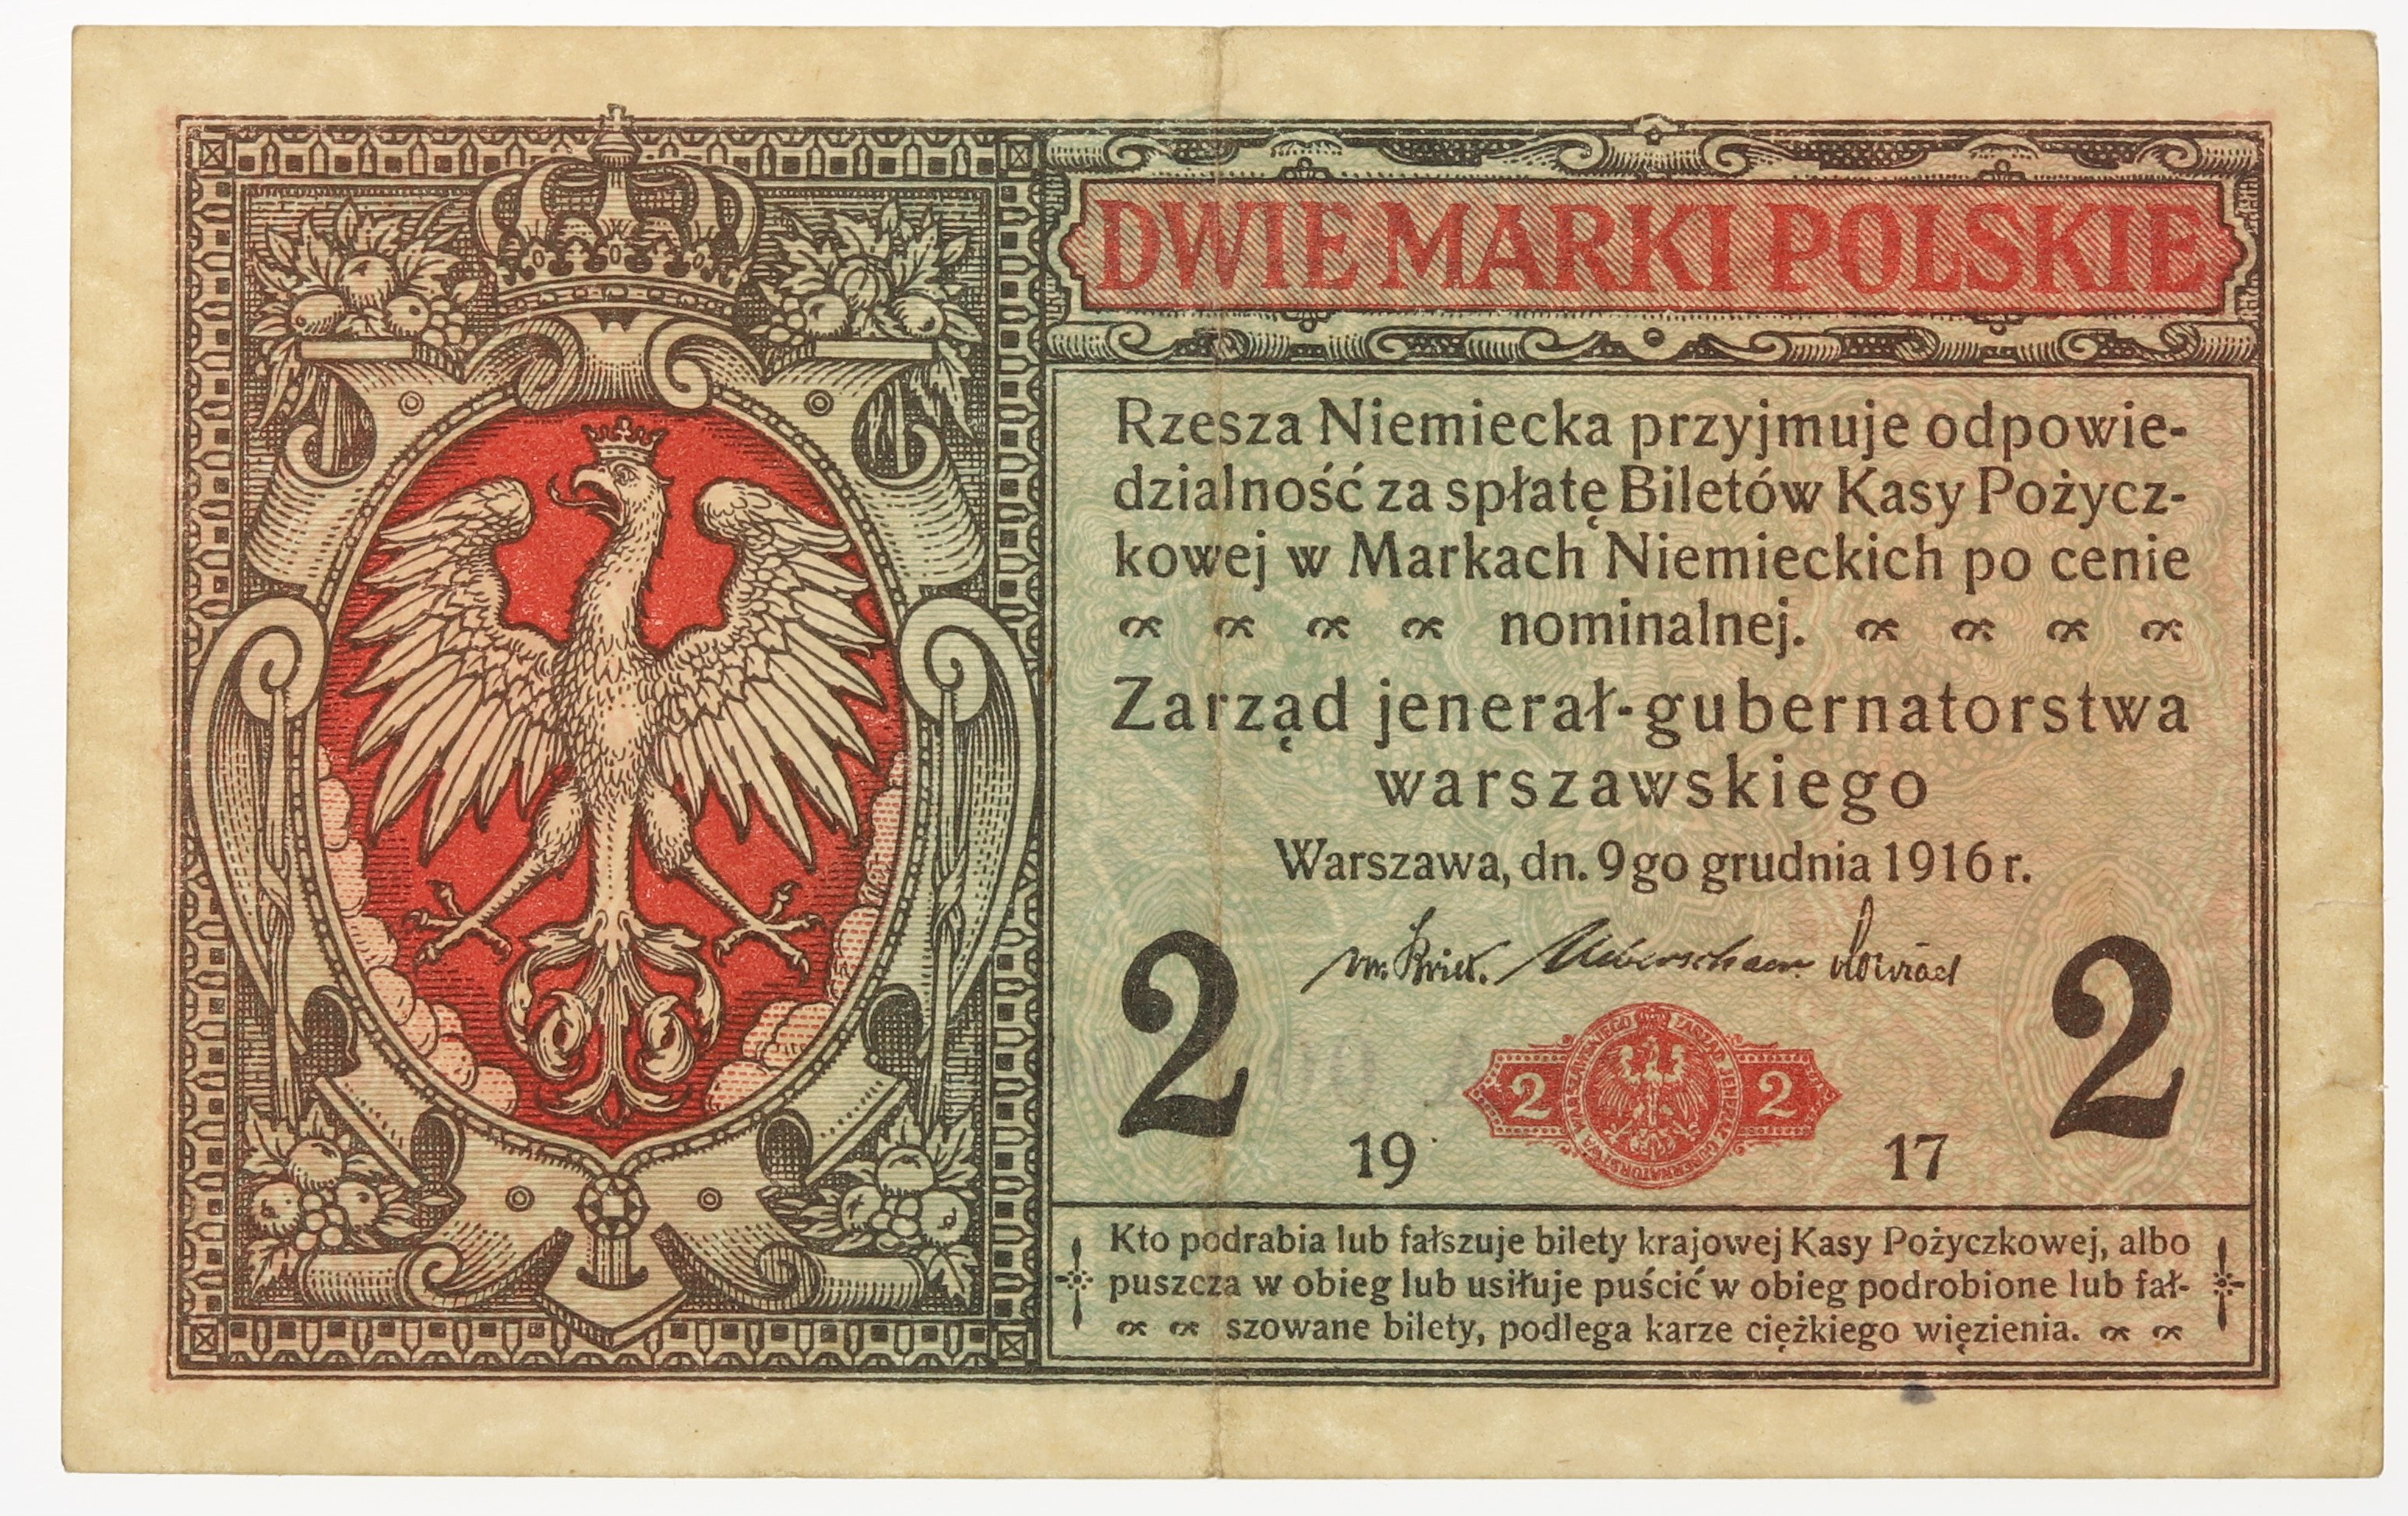 DWIE MARKI POLSKIE
Rzesza Niemiecka przyjmuje odpowie-
dzialność za spłatę Biletów Kasy Pożycz-
kowej w Markach Niemieckich po cenie
nominalnej.
Zarząd jenerał-gubernatorstwa
warszawskiego
Warszawa, dn. 9go grudnia 1916 r.
2 2
2 2
19 17
Kto podrabia lub fałszuje bilety krajowej Kasy Pożyczkowej, albo
puszcza w obieg lub usiłuje puścić w obieg podrobione lub fał-
szowane bilety, podlega karze ciężkiego więzienia.